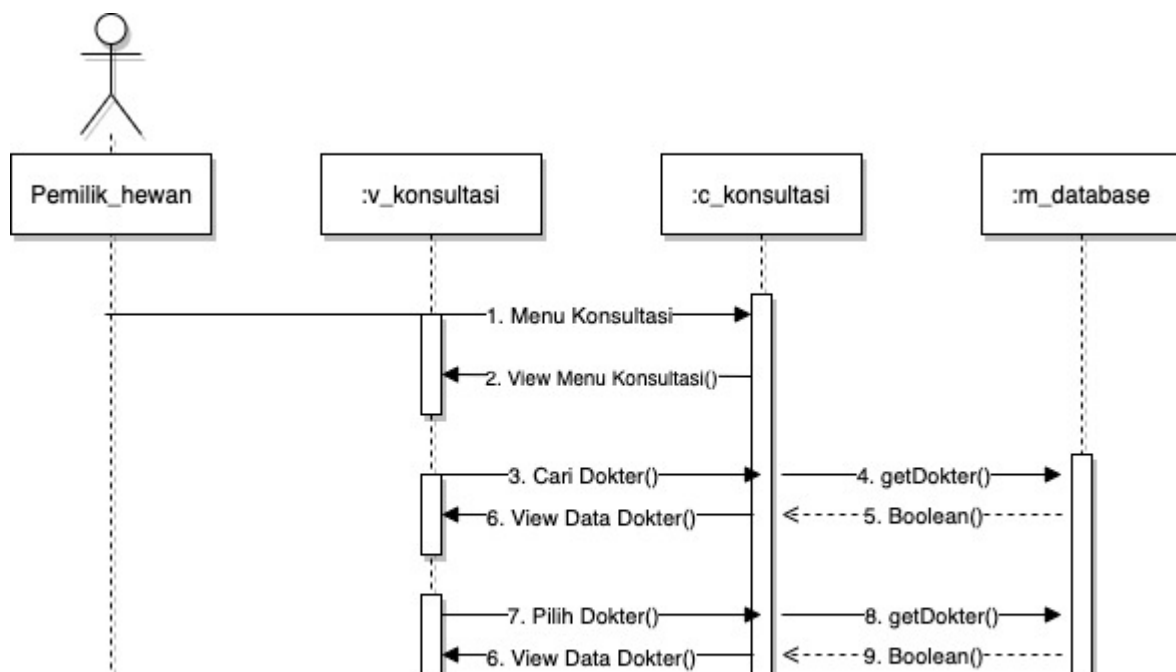 Pemilik_hewan
:v_konsultasi
:c_konsultasi
:m_database
1. Menu Konsultasi
2. View Menu Konsultasi()
3. Cari Dokter()
4. getDokter()
6. View Data Dokter()
5. Boolean()
7. Pilih Dokter()
8. getDokter()
6. View Data Dokter()
9. Boolean()